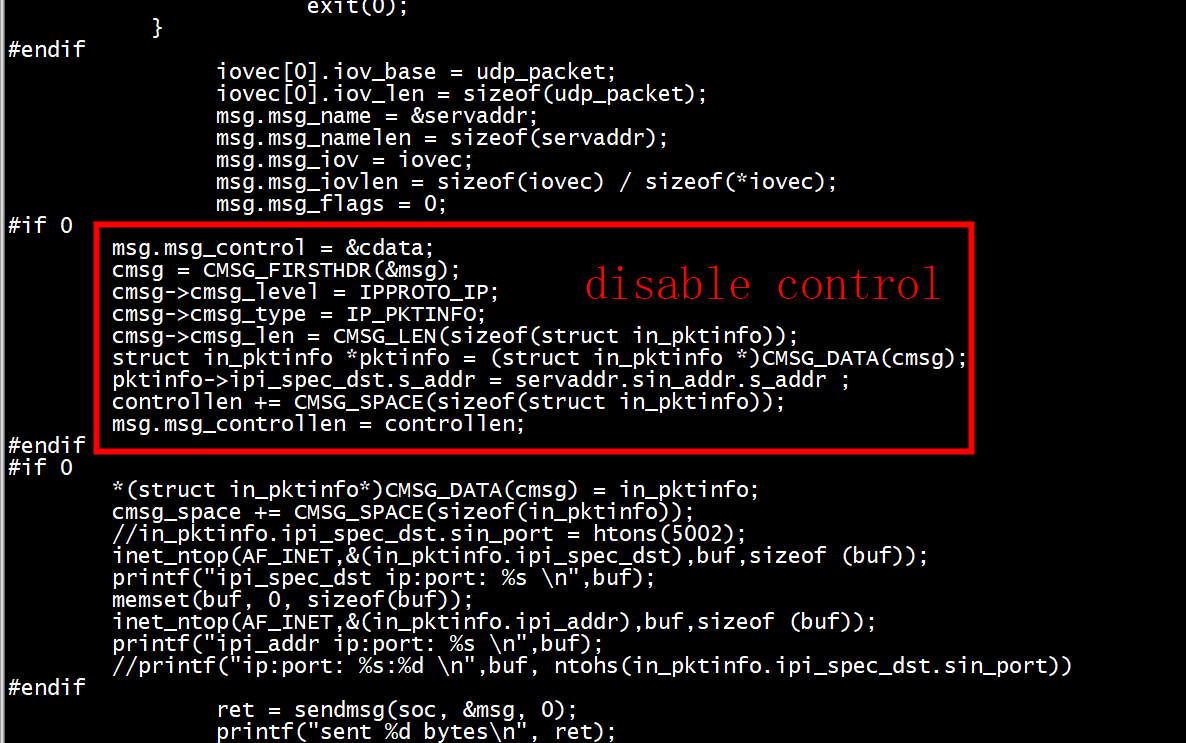 exit(0);
}
#endif
iovec[0].iov_base = udp_packet;
iovec[0].iov_len = sizeof(udp_packet);
msg.msg_name = &servaddr;
msg.msg_namelen = sizeof(servaddr);
msg.msg_iov = iovec;
msg.msg_iovlen = sizeof(iovec) / sizeof(*iovec);
msg.msg_flags = 0;
#if 0
msg.msg_control = &cdata;
cmsg = CMSG_FIRSTHDR(&msg);
disable control
cmsg->cmsg_level = IPPROTO_IP;
cmsg->cmsg_type = IP_PKTINFO;
cmsg->cmsg_len = CMSG_LEN(sizeof(struct in_pktinfo));
struct in_pktinfo *pktinfo = (struct in_pktinfo *)CMSG_DATA(cmsg);
pktinfo->ipi_spec_dst.s_addr = servaddr.sin_addr.s_addr ;
controllen += CMSG_SPACE(sizeof(struct in_pktinfo));
msg.msg_controllen = controllen;
#endif
#if 0
*(struct in_pktinfo*)CMSG_DATA(cmsg) = in_pktinfo;
cmsg_space += CMSG_SPACE(sizeof(in_pktinfo));
//in_pktinfo.ipi_spec_dst.sin_port = htons(5002);
inet_ntop(AF_INET,&(in_pktinfo.ipi_spec_dst),buf,sizeof (buf));
printf("ipi_spec_dst ip:port: %s \n",buf);
memset(buf, 0, sizeof(buf));
inet_ntop(AF_INET,&(in_pktinfo.ipi_addr),buf,sizeof (buf));
printf("ipi_addr ip:port: %s \n",buf);
//printf("ip:port: %s:%d \n",buf, ntohs(in_pktinfo.ipi_spec_dst.sin_port))
#endif
ret = sendmsg(soc, &msg, 0);
printf("sent %d bytes\n", ret);